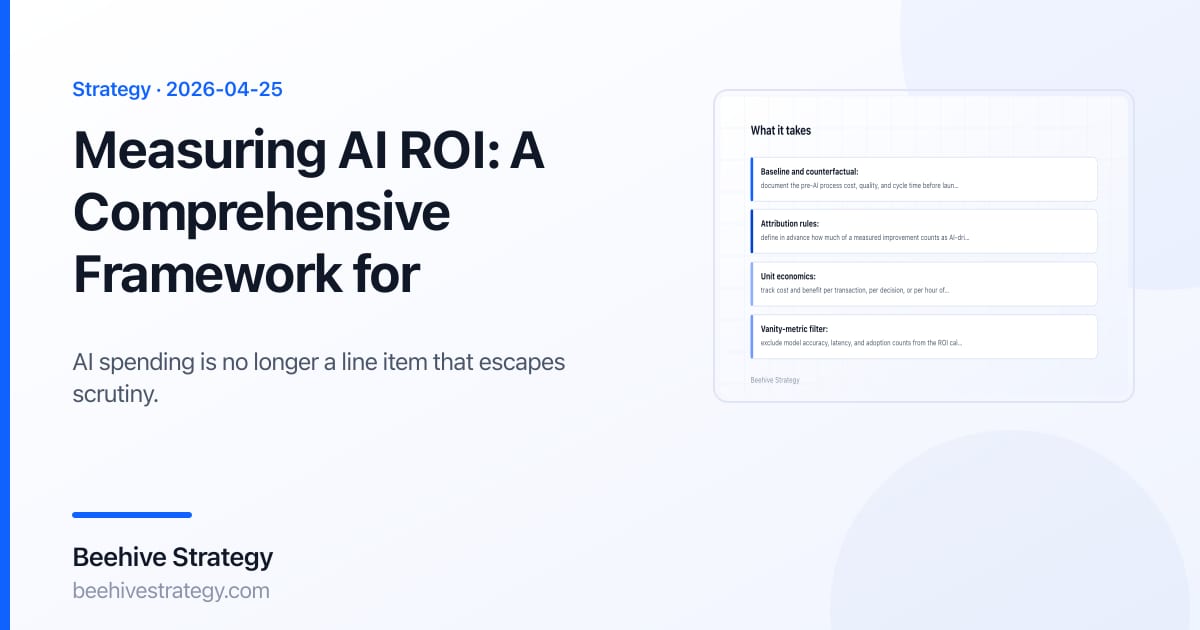 Strategy · 2026-04-25
Measuring AI ROI: A
Comprehensive
Framework for
AI spending is no longer a line item that escapes
scrutiny.
Beehive Strategy
beehivestrategy.com
What it takes
Baseline and counterfactual:
document the pre-AI process cost, quality, and cycle time before laun...
Attribution rules:
define in advance how much of a measured improvement counts as AI-dri...
Unit economics:
track cost and benefit per transaction, per decision, or per hour of...
Vanity-metric filter:
exclude model accuracy, latency, and adoption counts from the ROI cal...
Beehive Strategy